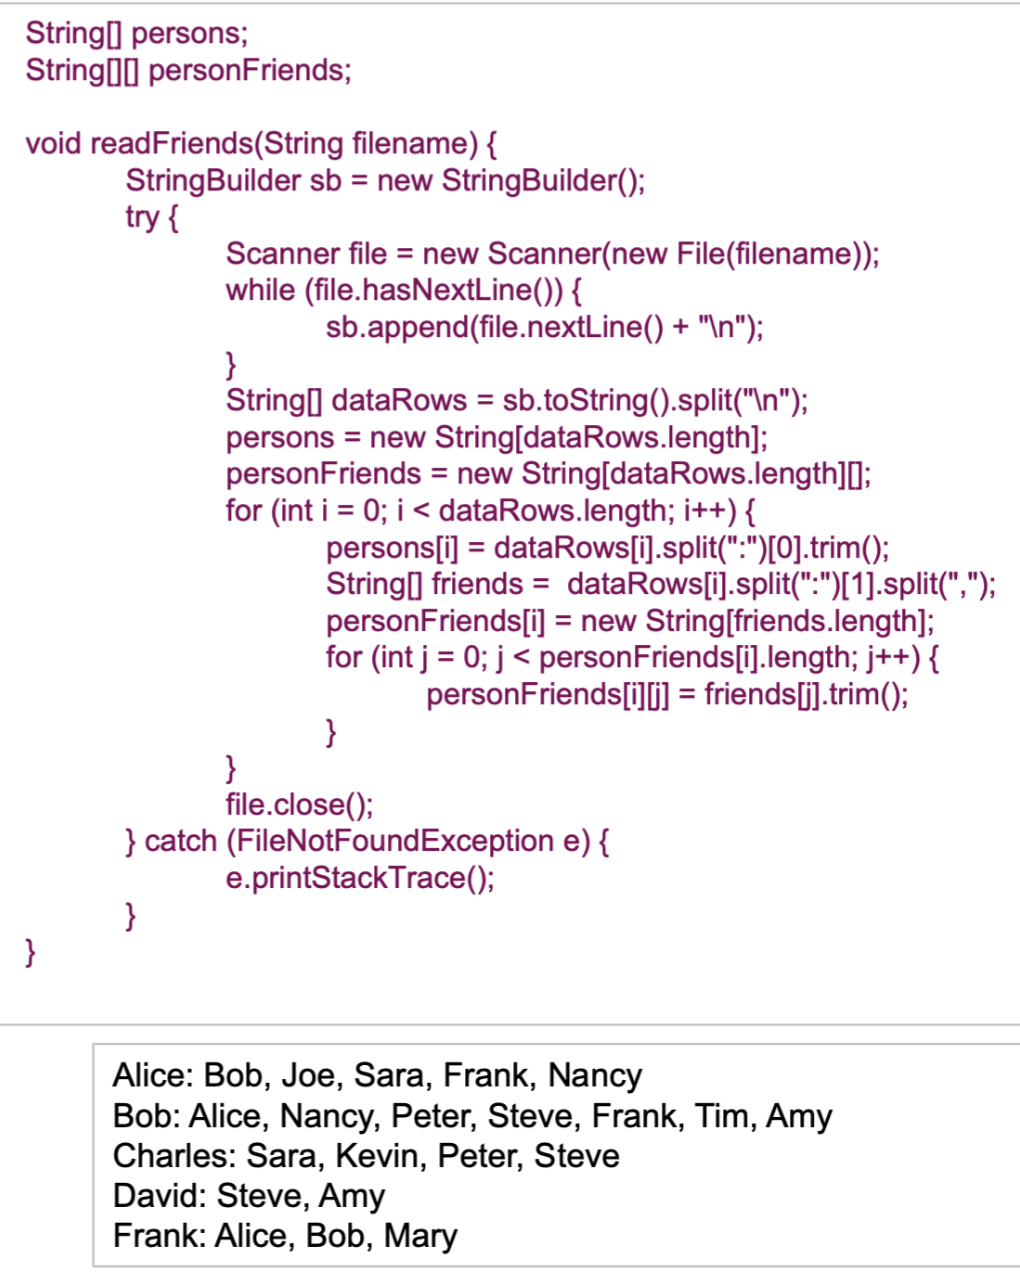 String[] persons;
String[][] personFriends;
void readFriends(String filename) {
StringBuilder sb = new StringBuilder();
try {
Scanner file = new Scanner(new File(filename));
while (file.hasNextLine()) {
sb.append(file.nextLine() + "\n");
}
String[] dataRows = sb.toString().split("\n");
persons = new String[dataRows.length];
personFriends = new String[dataRows.length][];
for (int i = 0; i < dataRows.length; i++) {
persons[i] = dataRows[i].split(":")[0].trim();
String[] friends =  dataRows[i].split(":")[1].split(",");
personFriends[i] = new String[friends.length];
for (int j = 0; j < personFriends[i].length; j++) {
personFriends[i][j] = friends[j].trim();
}
}
file.close();
} catch (FileNotFoundException e) {
e.printStackTrace();
}
}
Alice: Bob, Joe, Sara, Frank, Nancy
Bob: Alice, Nancy, Peter, Steve, Frank, Tim, Amy
Charles: Sara, Kevin, Peter, Steve
David: Steve, Amy
Frank: Alice, Bob, Mary